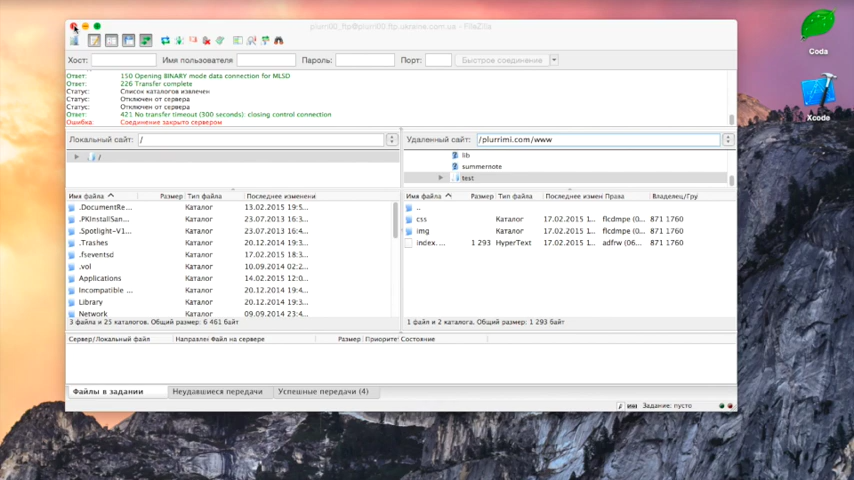 plurri00_ftp@plurri00.ftp.ukraine.com.ua - FileZilla
Хост: Имя пользователя Пароль: Порт: Быстрое соединение
Ответ: 150 Opening BINARY mode data connection for MLSD
Ответ: 226 Transfer complete
Статус: Список каталогов извлечен
Статус: Отключен от сервера
Статус: Отключен от сервера
Ответ: 421 No transfer timeout (300 seconds): closing control connection
Ошибка: Соединение закрыто сервером
Локальный сайт: / Удаленный сайт: /plurrimi.com/www
/
lib
summernote
test
Имя файла Размер Тип файла Последнее изменени
.DocumentRe... Каталог 13.02.2015 19:5...
.PKInstallSan... Каталог 23.07.2013 16:3...
.Spotlight-V1... Каталог 23.07.2013 16:4...
.Trashes Каталог 20.12.2014 19:3...
.fseventsd Каталог 17.02.2015 18:3...
.vol Каталог 10.09.2014 02:2...
Applications Каталог 14.02.2015 12:0...
Incompatible ... Каталог 20.12.2014 19:4...
Library Каталог 20.12.2014 19:3...
Network Каталог 09.09.2014 23:4...
3 файла и 25 каталогов. Общий размер: 6 461 байт
Имя файла Размер Тип файла Последнее измен Права Владелец/Гру
..
css Каталог 17.02.2015 1... flcdmpe (0... 871 1760
img Каталог 17.02.2015 1... flcdmpe (0... 871 1760
index.... 1 293 HyperText 17.02.2015 1... adfrw (06... 871 1760
1 файл и 2 каталога. Общий размер: 1 293 байт
Сервер/Локальный файл Направлен Файл на сервере Размер Приорите Состояние
Файлы в задании Неудавшиеся передачи Успешные передачи (4)
Задание: пусто
Coda
Xcode